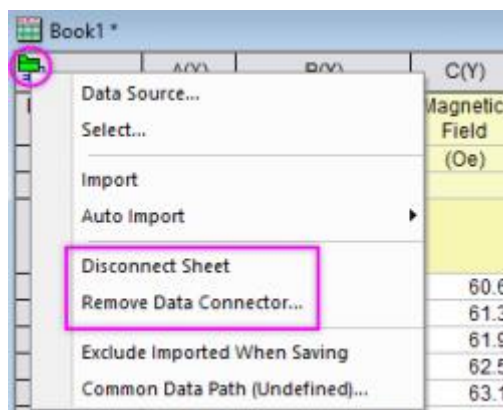 Book1 *
A(Y) B(Y) C(Y)
Data Source...
Select...
Import
Auto Import
Disconnect Sheet
Remove Data Connector...
Exclude Imported When Saving
Common Data Path (Undefined)...
Magnetic
Field
(Oe)
60.6
61.3
61.9
62.5
63.1